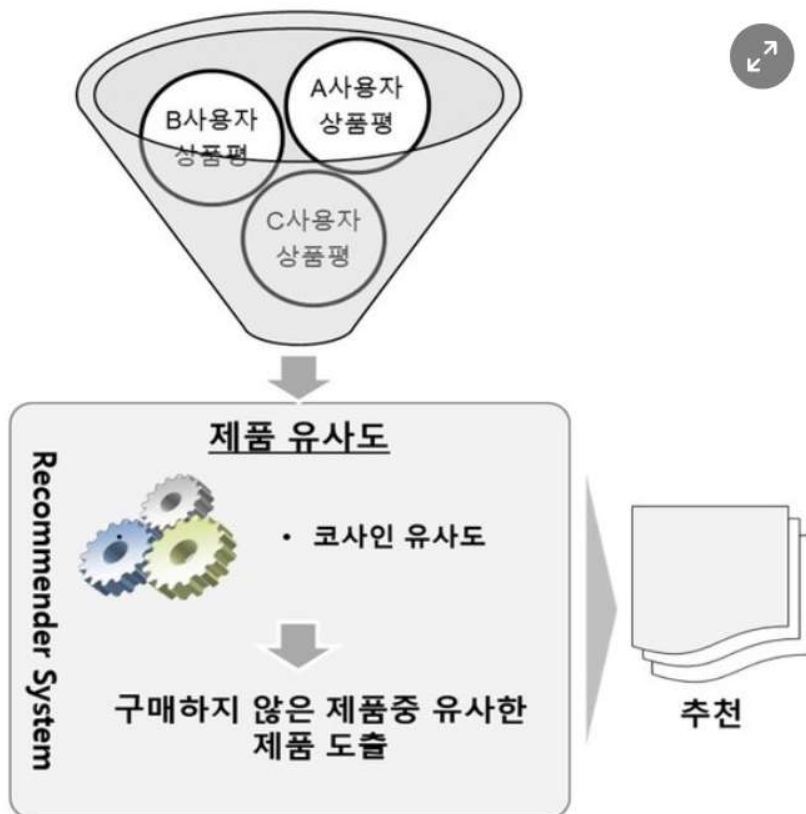 A사용자
상품평
B사용자
상품평
C사용자
상품평
제품 유사도
Recommender System
• 코사인 유사도
구매하지 않은 제품중 유사한
제품 도출
추천